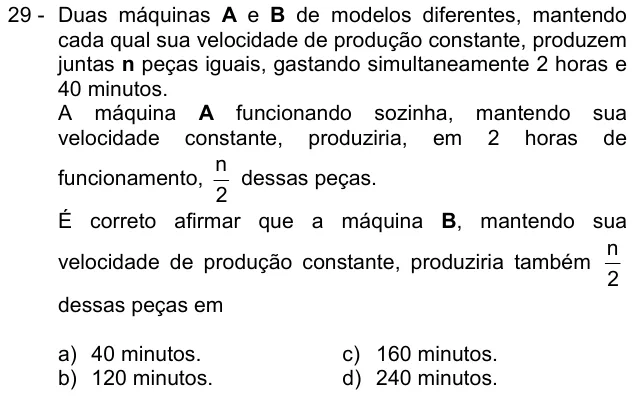 29 - Duas máquinas A e B de modelos diferentes, mantendo
cada qual sua velocidade de produção constante, produzem
juntas n peças iguais, gastando simultaneamente 2 horas e
40 minutos.
A máquina A funcionando sozinha, mantendo sua
velocidade constante, produziria, em 2 horas de
funcionamento, n/2 dessas peças.
É correto afirmar que a máquina B, mantendo sua
velocidade de produção constante, produziria também n/2
dessas peças em
a) 40 minutos. c) 160 minutos.
b) 120 minutos. d) 240 minutos.